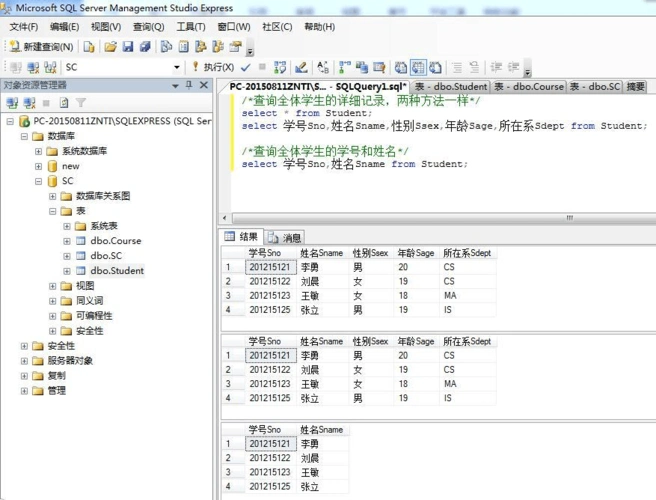 Microsoft SQL Server Management Studio Express
文件(F) 编辑(E) 视图(V) 查询(Q) 工具(T) 窗口(W) 社区(C) 帮助(H)
新建查询(N)
SC
执行(X)
对象资源管理器
PC-20150811ZNTI\S... - SQLQuery1.sql* 表 - dbo.Student 表 - dbo.Course 表 - dbo.SC 摘要
PC-20150811ZNTI\SQLEXPRESS (SQL Ser
数据库
系统数据库
new
SC
数据库关系图
表
系统表
dbo.Course
dbo.SC
dbo.Student
视图
同义词
可编程性
安全性
安全性
服务器对象
复制
管理
/*查询全体学生的详细记录，两种方法一样*/
select * from Student;
select 学号Sno,姓名Sname,性别Ssex,年龄Sage,所在系Sdept from Student;
/*查询全体学生的学号和姓名*/
select 学号Sno,姓名Sname from Student;
结果 消息
学号Sno 姓名Sname 性别Ssex 年龄Sage 所在系Sdept
1 201215121 李勇 男 20 CS
2 201215122 刘晨 女 19 CS
3 201215123 王敏 女 18 MA
4 201215125 张立 男 19 IS
学号Sno 姓名Sname 性别Ssex 年龄Sage 所在系Sdept
1 201215121 李勇 男 20 CS
2 201215122 刘晨 女 19 CS
3 201215123 王敏 女 18 MA
4 201215125 张立 男 19 IS
学号Sno 姓名Sname
1 201215121 李勇
2 201215122 刘晨
3 201215123 王敏
4 201215125 张立